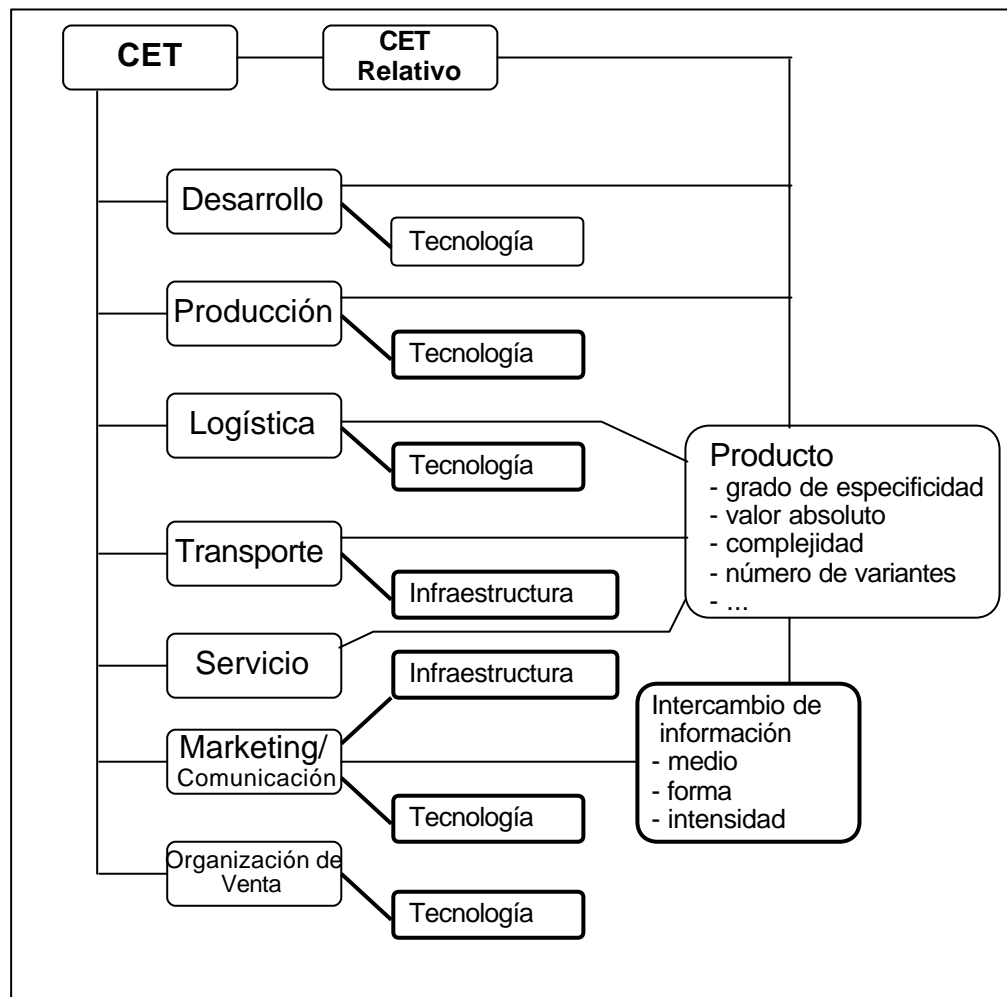 CET
CET
Relativo
Desarrollo
Tecnología
Producción
Tecnología
Logística
Tecnología
Producto
- grado de especificidad
- valor absoluto
- complejidad
- número de variantes
- ...
Transporte
Infraestructura
Servicio
Infraestructura
Marketing/
Comunicación
Tecnología
Intercambio de
información
- medio
- forma
- intensidad
Organización de
Venta
Tecnología